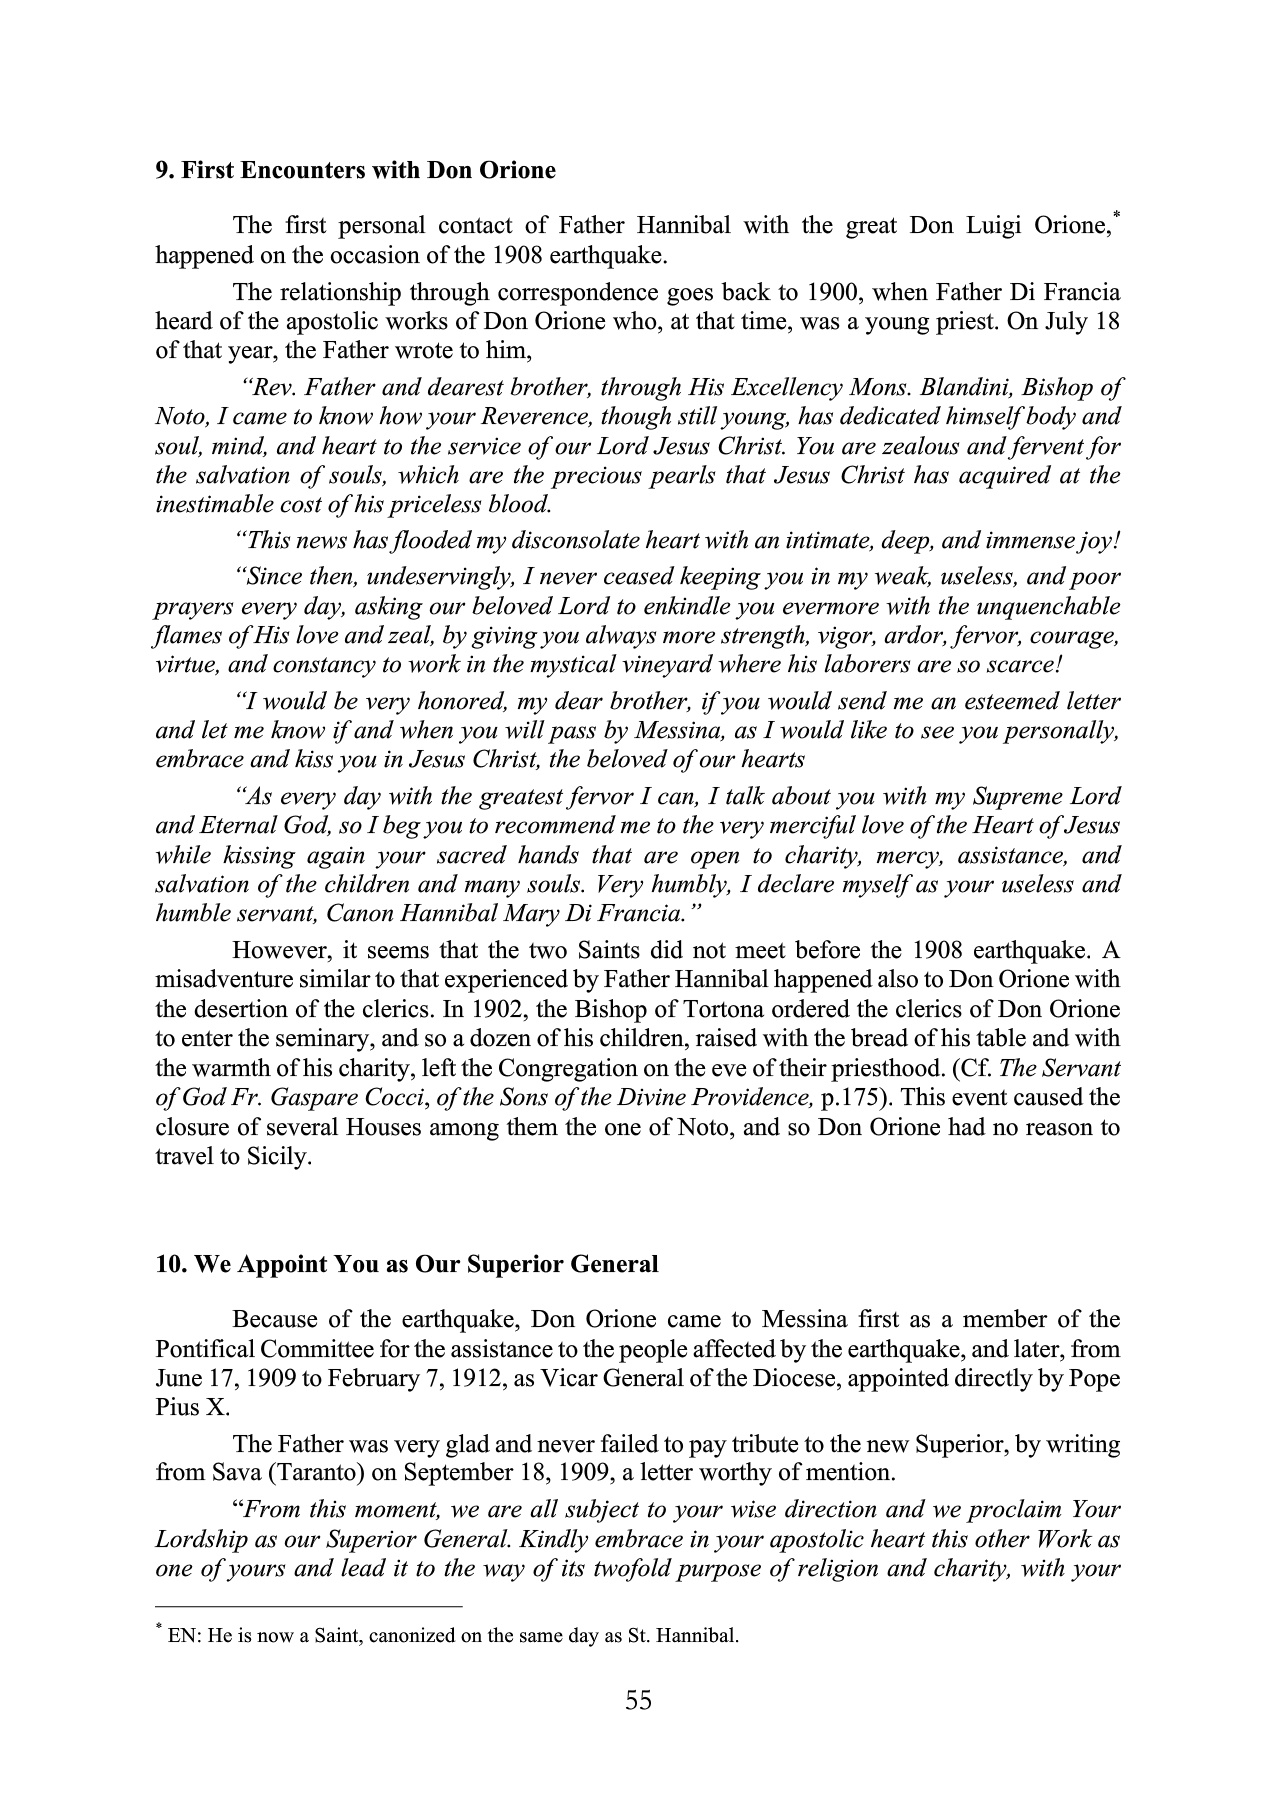 9. First Encounters with Don Orione
The first personal contact of Father Hannibal with the great Don Luigi Orione,*
happened on the occasion of the 1908 earthquake.
The relationship through correspondence goes back to 1900, when Father Di Francia
heard of the apostolic works of Don Orione who, at that time, was a young priest. On July 18
of that year, the Father wrote to him,
“Rev. Father and dearest brother, through His Excellency Mons. Blandini, Bishop of
Noto, I came to know how your Reverence, though still young, has dedicated himself body and
soul, mind, and heart to the service of our Lord Jesus Christ. You are zealous and fervent for
the salvation of souls, which are the precious pearls that Jesus Christ has acquired at the
inestimable cost of his priceless blood.
“This news has flooded my disconsolate heart with an intimate, deep, and immense joy!
“Since then, undeservingly, I never ceased keeping you in my weak, useless, and poor
prayers every day, asking our beloved Lord to enkindle you evermore with the unquenchable
flames of His love and zeal, by giving you always more strength, vigor, ardor, fervor, courage,
virtue, and constancy to work in the mystical vineyard where his laborers are so scarce!
“I would be very honored, my dear brother, if you would send me an esteemed letter
and let me know if and when you will pass by Messina, as I would like to see you personally,
embrace and kiss you in Jesus Christ, the beloved of our hearts
“As every day with the greatest fervor I can, I talk about you with my Supreme Lord
and Eternal God, so I beg you to recommend me to the very merciful love of the Heart of Jesus
while kissing again your sacred hands that are open to charity, mercy, assistance, and
salvation of the children and many souls. Very humbly, I declare myself as your useless and
humble servant, Canon Hannibal Mary Di Francia.”
However, it seems that the two Saints did not meet before the 1908 earthquake. A
misadventure similar to that experienced by Father Hannibal happened also to Don Orione with
the desertion of the clerics. In 1902, the Bishop of Tortona ordered the clerics of Don Orione
to enter the seminary, and so a dozen of his children, raised with the bread of his table and with
the warmth of his charity, left the Congregation on the eve of their priesthood. (Cf. The Servant
of God Fr. Gaspare Cocci, of the Sons of the Divine Providence, p.175). This event caused the
closure of several Houses among them the one of Noto, and so Don Orione had no reason to
travel to Sicily.
10. We Appoint You as Our Superior General
Because of the earthquake, Don Orione came to Messina first as a member of the
Pontifical Committee for the assistance to the people affected by the earthquake, and later, from
June 17, 1909 to February 7, 1912, as Vicar General of the Diocese, appointed directly by Pope
Pius X.
The Father was very glad and never failed to pay tribute to the new Superior, by writing
from Sava (Taranto) on September 18, 1909, a letter worthy of mention.
“From this moment, we are all subject to your wise direction and we proclaim Your
Lordship as our Superior General. Kindly embrace in your apostolic heart this other Work as
one of yours and lead it to the way of its twofold purpose of religion and charity, with your
* EN: He is now a Saint, canonized on the same day as St. Hannibal.
55